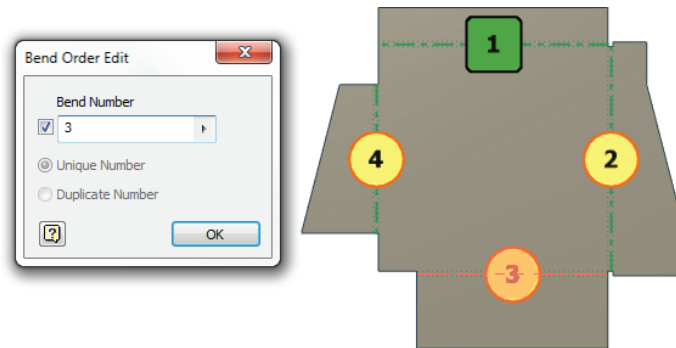 Bend Order Edit
Bend Number
3
Unique Number
Duplicate Number
OK
1
4
2
3